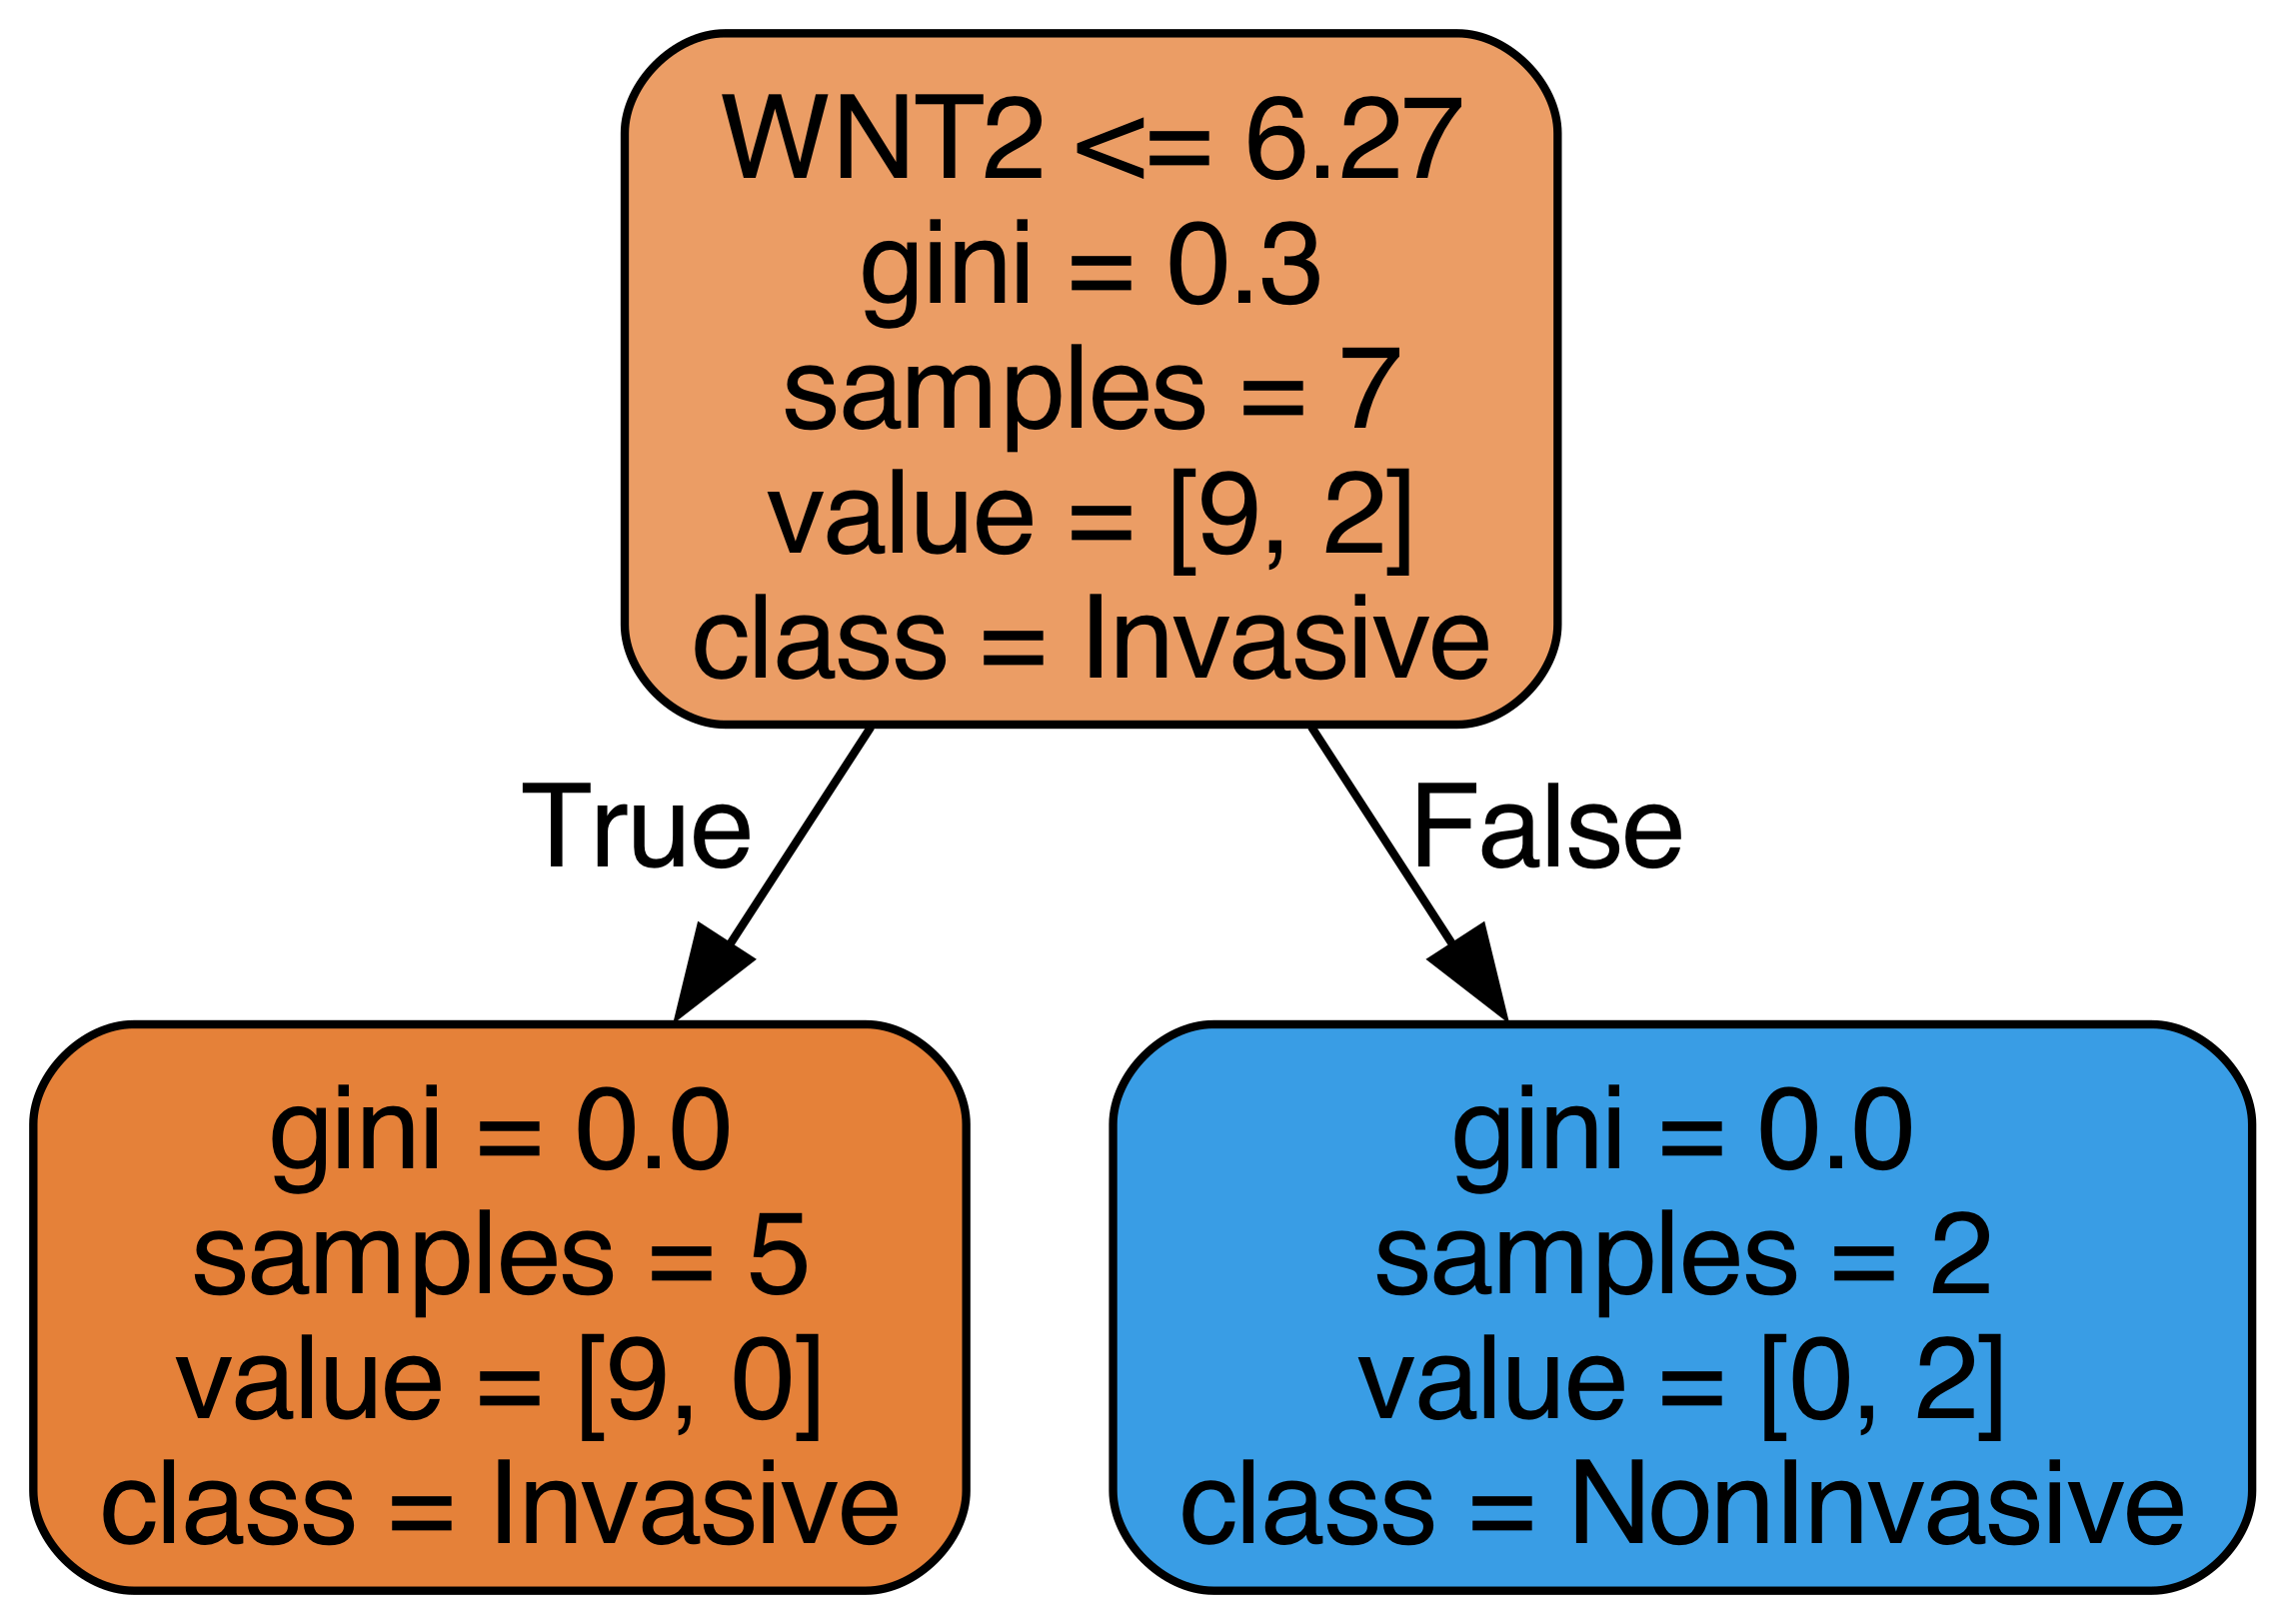 WNT2 <= 6.27
gini = 0.3
samples = 7
value = [9, 2]
class = Invasive
True
False
gini = 0.0
samples = 5
value = [9, 0]
class = Invasive
gini = 0.0
samples = 2
value = [0, 2]
class = NonInvasive